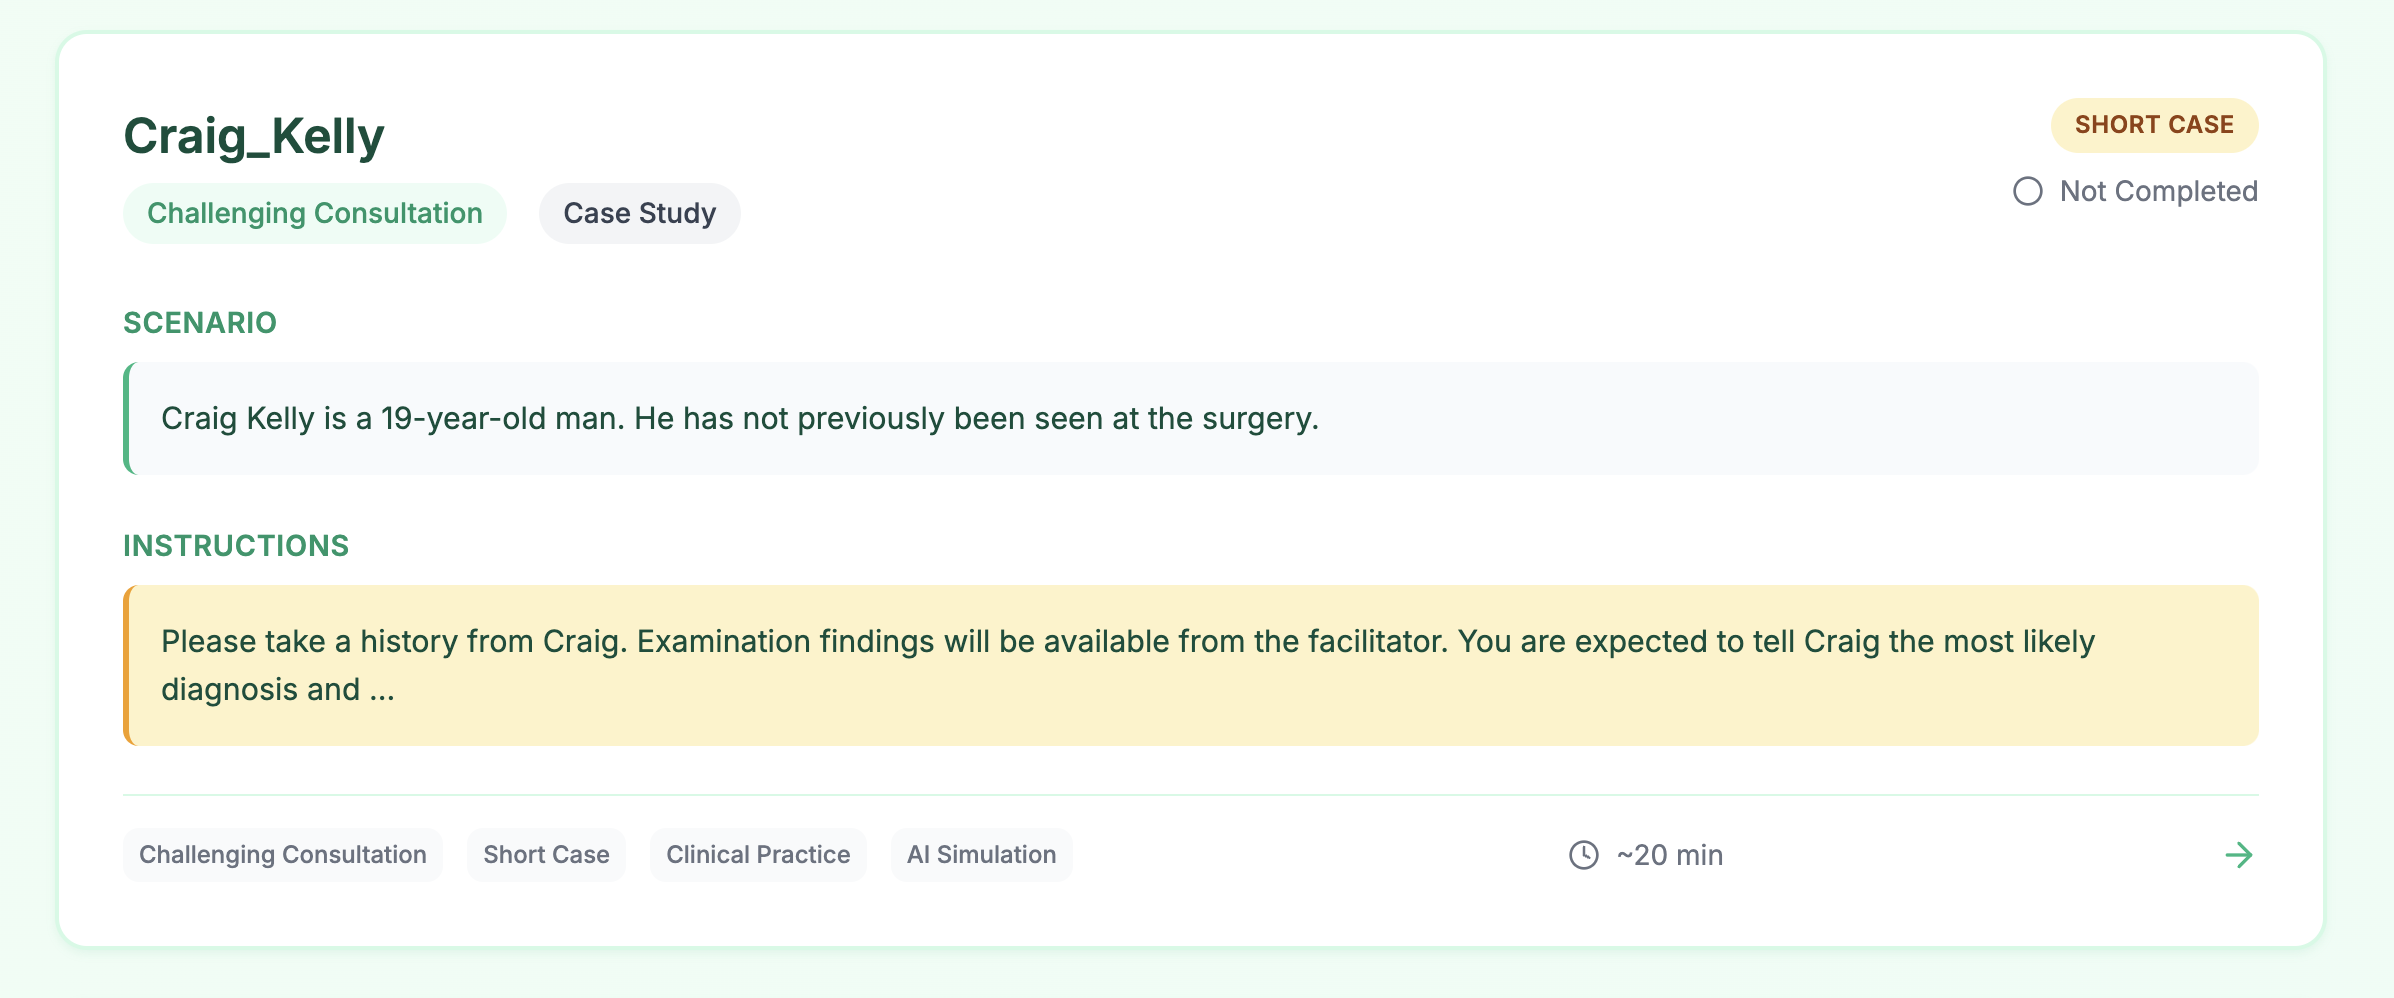 Craig_Kelly
SHORT CASE
Not Completed
Challenging Consultation
Case Study
SCENARIO
Craig Kelly is a 19-year-old man. He has not previously been seen at the surgery.
INSTRUCTIONS
Please take a history from Craig. Examination findings will be available from the facilitator. You are expected to tell Craig the most likely
diagnosis and ...
Challenging Consultation
Short Case
Clinical Practice
AI Simulation
~20 min